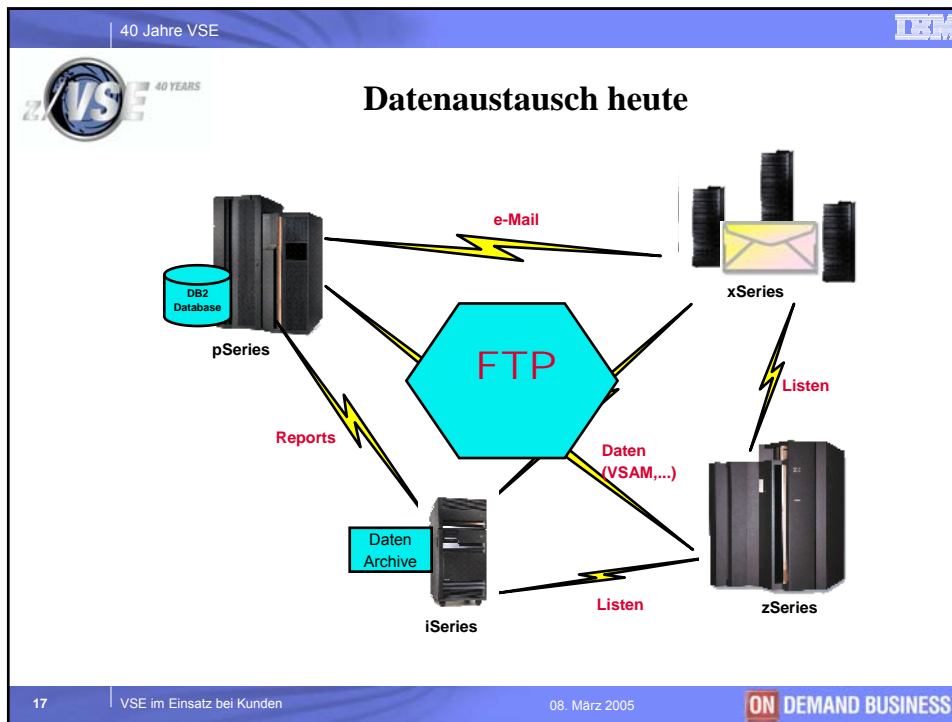 40 Jahre VSE
IBM
z/VSE
40 YEARS
Datenaustausch heute
e-Mail
DB2
Database
pSeries
xSeries
FTP
Listen
Reports
Daten
(VSAM,...)
Daten
Archive
iSeries
Listen
zSeries
17
VSE im Einsatz bei Kunden
08. März 2005
ON DEMAND BUSINESS